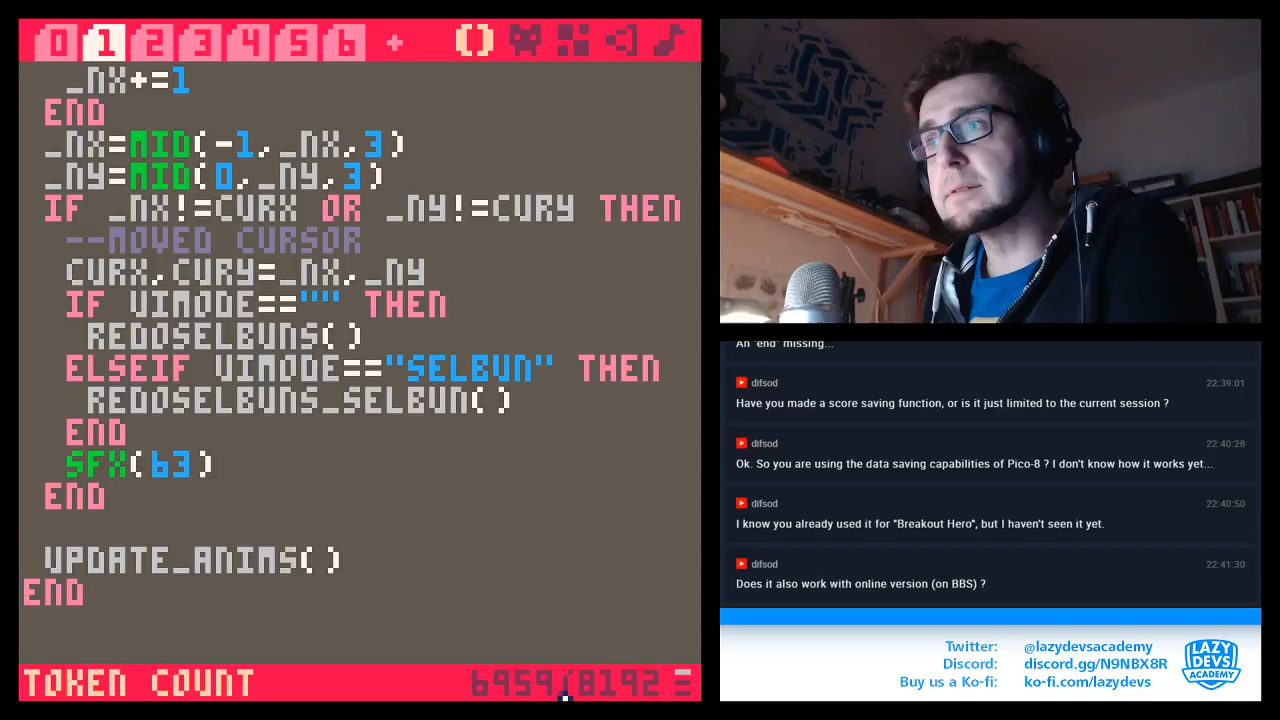 0 1 2 3 4 5 6 +
_NX+=1
END
_NX=MID(-1,_NX,3)
_NY=MID(0,_NY,3)
IF _NX!=CURX OR _NY!=CURY THEN
--MOVED CURSOR
CURX,CURY=_NX,_NY
IF UIMODE=="" THEN
REDOSELBUNS()
ELSEIF UIMODE=="SELBUN" THEN
REDOSELBUNS_SELBUN()
END
SFX(63)
END
UPDATE_ANIMS()
END
TOKEN COUNT 6959/8192
An "end" missing...
difsod 22:39:01
Have you made a score saving function, or is it just limited to the current session ?
difsod 22:40:28
Ok. So you are using the data saving capabilities of Pico-8 ? I don't know how it works yet...
difsod 22:40:50
I know you already used it for "Breakout Hero", but I haven't seen it yet.
difsod 22:41:30
Does it also work with online version (on BBS) ?
Twitter: @lazydevsacademy
Discord: discord.gg/N9NBX8R
Buy us a Ko-fi: ko-fi.com/lazydevs
LAZY
DEVS
ACADEMY